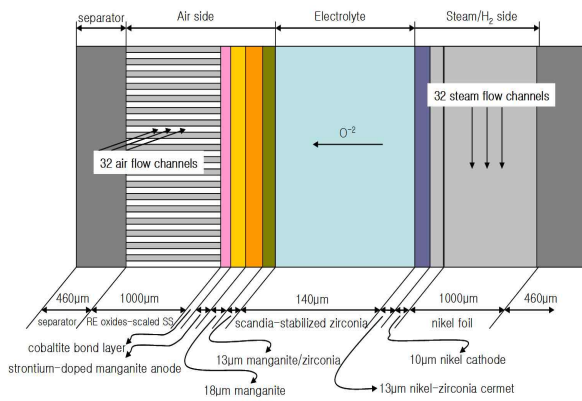 separator Air side Electrolyte Steam/H₂ side
32 steam flow channels
O⁻²
32 air flow channels
460μm 1000μm 140μm 1000μm 460μm
separator RE oxides-scaled SS scandia-stabilized zirconia nikel foil
cobaltite bond layer
13μm manganite/zirconia
10μm nikel cathode
strontium-doped manganite anode
18μm manganite
13μm nikel-zirconia cermet